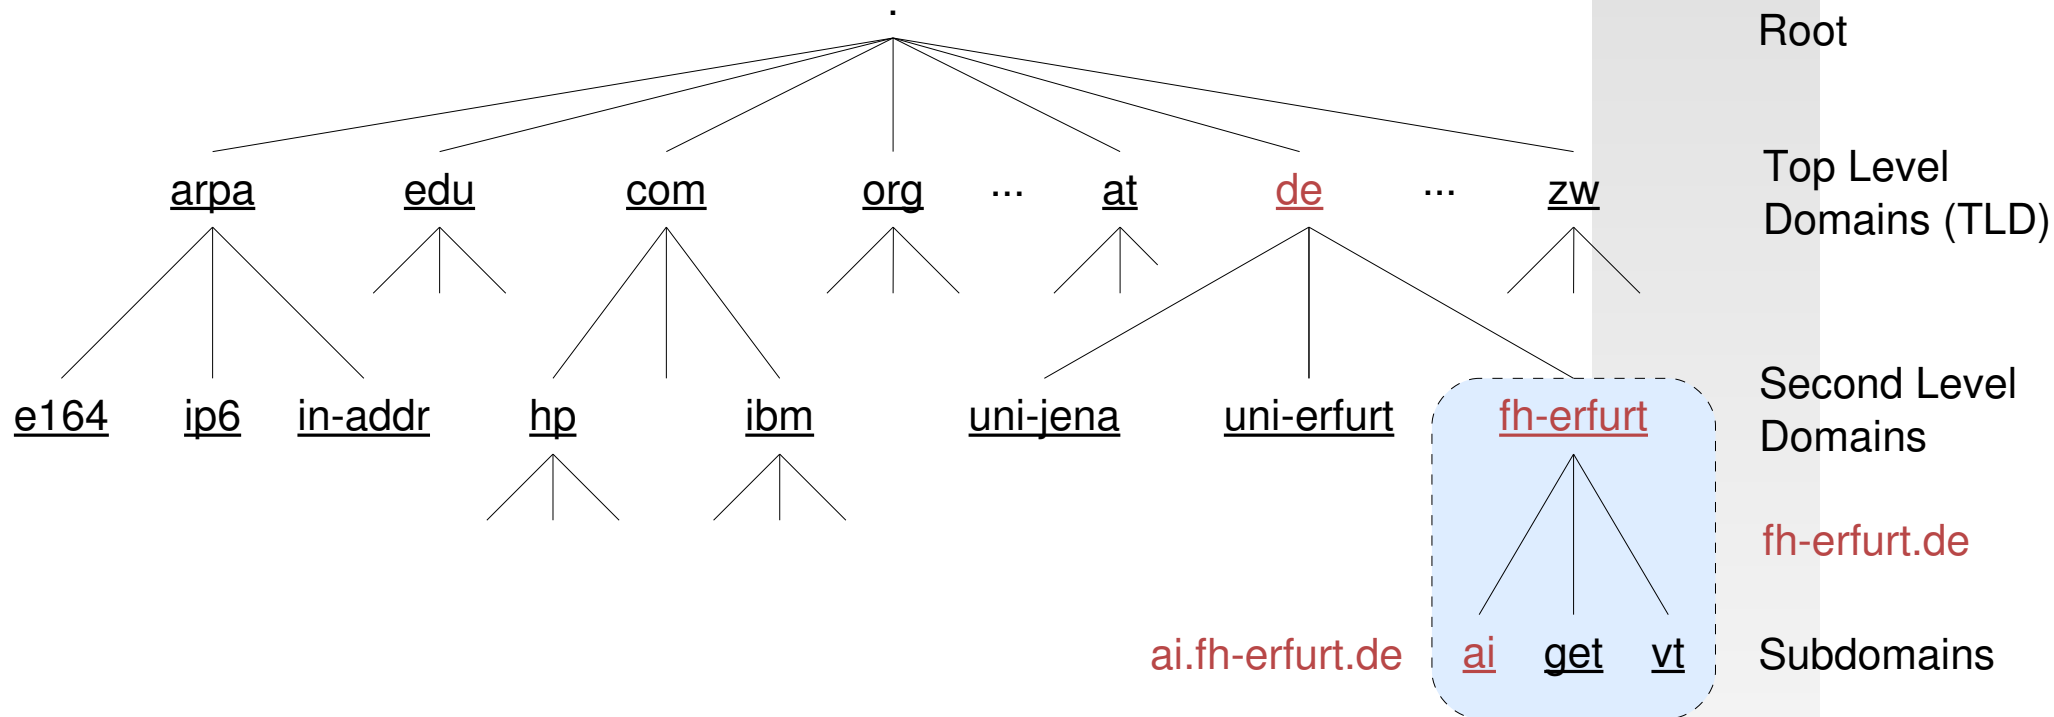 .
Root
arpa edu com org ... at de ... zw
Top Level
Domains (TLD)
e164 ip6 in-addr hp ibm uni-jena uni-erfurt fh-erfurt
Second Level
Domains
fh-erfurt.de
ai.fh-erfurt.de ai get vt Subdomains